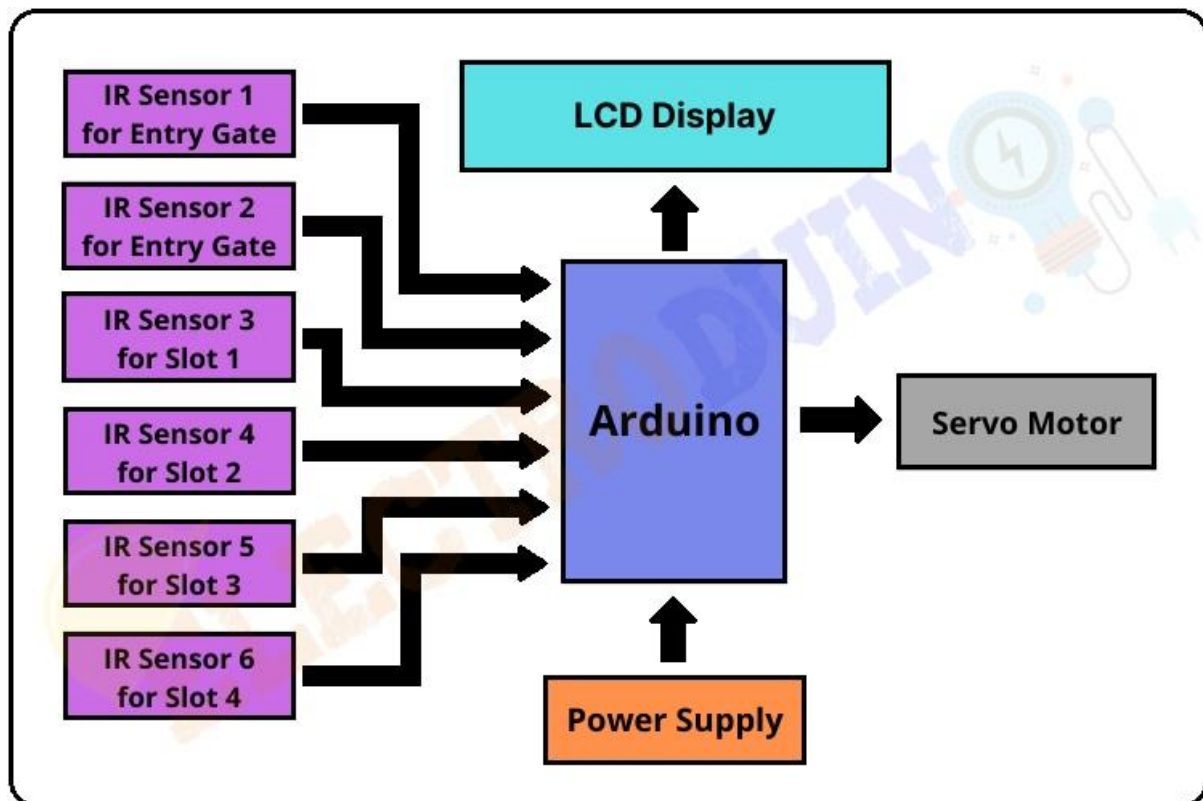 IR Sensor 1
for Entry Gate
LCD Display
IR Sensor 2
for Entry Gate
IR Sensor 3
for Slot 1
Arduino
Servo Motor
IR Sensor 4
for Slot 2
IR Sensor 5
for Slot 3
IR Sensor 6
for Slot 4
Power Supply
ELECTRODUINO